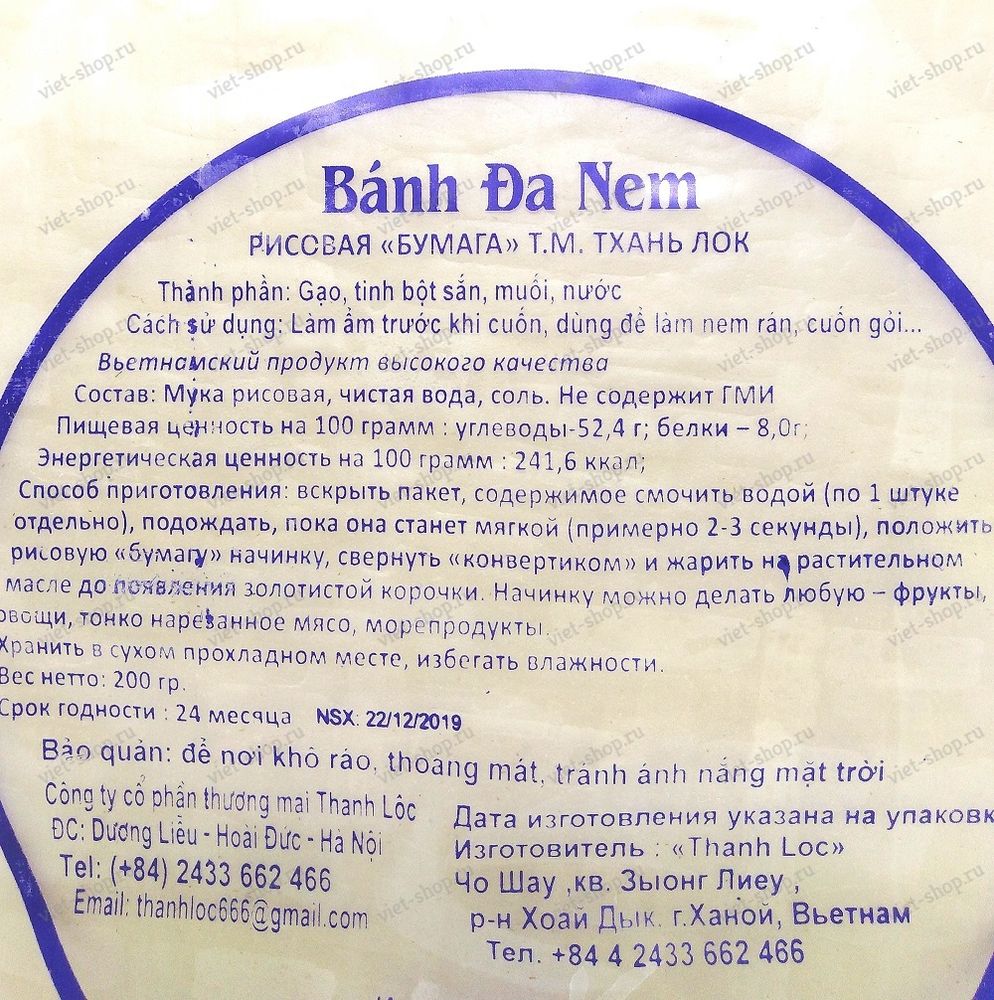 Bánh Đa Nem
РИСОВАЯ «БУМАГА» Т.М. ТХАНЬ ЛОК
Thành phần: Gạo, tinh bột sắn, muối, nước
Cách sử dụng: Làm ẩm trước khi cuốn, dùng để làm nem rán, cuốn gỏi...
Вьетнамский продукт высокого качества
Состав: Мука рисовая, чистая вода, соль. Не содержит ГМИ
Пищевая ценность на 100 грамм : углеводы-52,4 г; белки – 8,0г;
Энергетическая ценность на 100 грамм : 241,6 ккал;
Способ приготовления: вскрыть пакет, содержимое смочить водой (по 1 штуке
отдельно), подождать, пока она станет мягкой (примерно 2-3 секунды), положить
рисовую «бумагу» начинку, свернуть «конвертиком» и жарить на растительном
масле до появления золотистой корочки. Начинку можно делать любую – фрукты,
овощи, тонко нарезанное мясо, морепродукты.
Хранить в сухом прохладном месте, избегать влажности.
Вес нетто: 200 гр.
Срок годности : 24 месяца NSX: 22/12/2019
Bảo quản: để nơi khô ráo, thoáng mát, tránh ánh nắng mặt trời
Công ty cổ phần thương mại Thanh Lộc
ĐC: Dương Liễu - Hoài Đức - Hà Nội
Tel: (+84) 2433 662 466
Email: thanhloc666@gmail.com
Дата изготовления указана на упаковк
Изготовитель : «Thanh Loc»
Чо Шау ,кв. Зыонг Лиеу ,
р-н Хоай Дык. г.Ханой, Вьетнам
Тел. +84 4 2433 662 466
viet-shop.ru